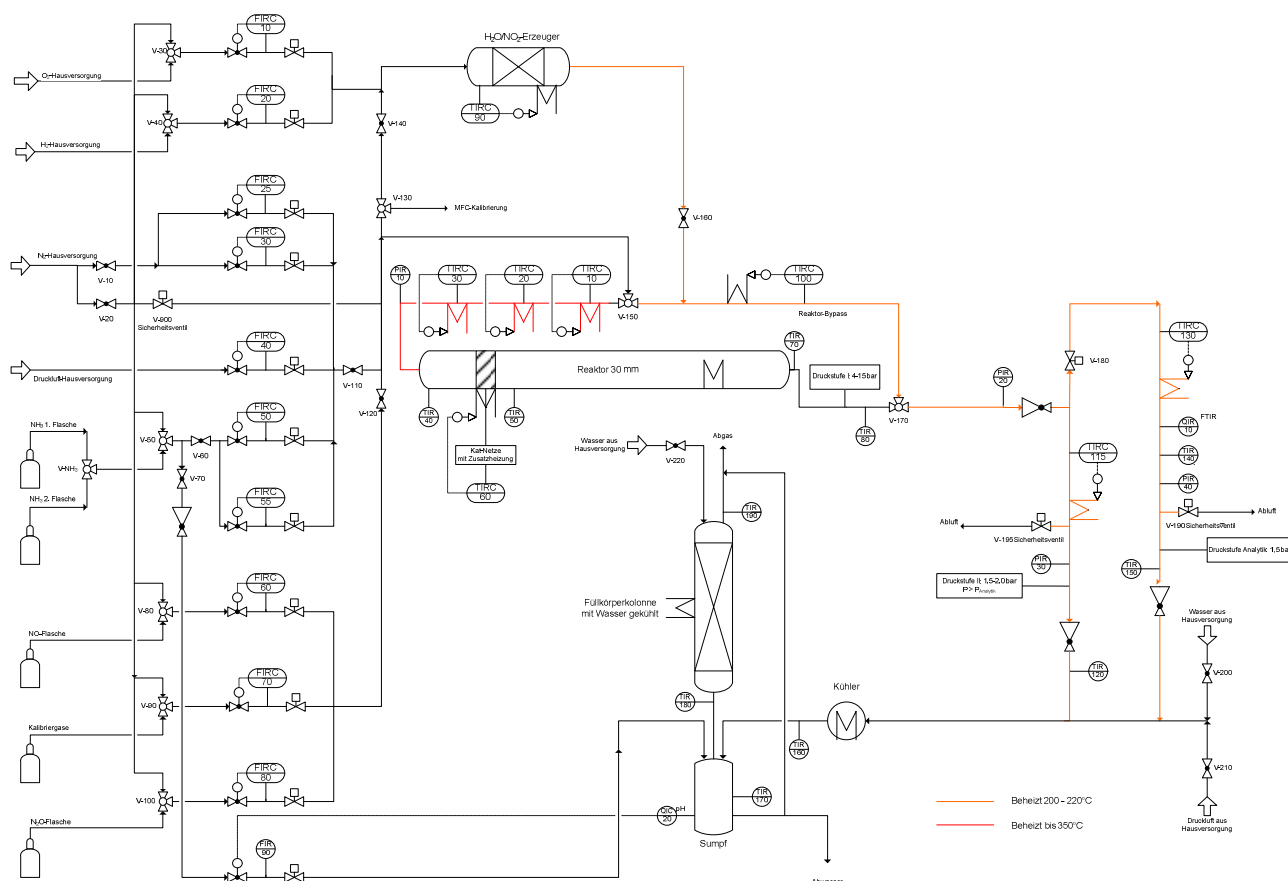 FIRC
10
H₂O/NO₂-Erzeuger
V-30
O₂-Hausversorgung
FIRC
20
TIRC
90
V-40
V-140
H₂-Hausversorgung
FIRC
25
V-130
MFC-Kalibrierung
V-160
FIRC
30
N₂-Hausversorgung
V-10
PIR
10
TIRC
30
TIRC
20
TIRC
10
TIRC
100
V-20
V-900
Sicherheitsventil
V-150
Reaktor-Bypass
TIRC
130
FIRC
40
TIR
70
V-180
Reaktor 30 mm
Druckstufe I: 4-15bar
PIR
20
Druckluft-Hausversorgung
V-110
V-120
TIR
40
TIR
50
V-170
FIRC
50
TIR
80
FTIR
QIR
10
NH₃ 1. Flasche
V-50
V-60
Wasser aus
Hausversorgung
Abgas
Kat-Netze
mit Zusatzheizung
V-220
TIRC
115
TIR
140
V-NH₃
V-70
PIR
40
TIRC
60
NH₃ 2. Flasche
FIRC
55
TIR
190
Abluft
V-195 Sicherheitsventil
V-190 Sicherheitsventil
Abluft
Druckstufe Analytik 1,5bar
PIR
30
TIR
150
FIRC
60
Druckstufe II: 1,5-2,0bar
P > P Analytik
V-80
Füllkörperkolonne
mit Wasser gekühlt
Wasser aus
Hausversorgung
NO-Flasche
FIRC
70
TIR
120
V-200
V-90
TIR
180
Kühler
Kalibriergase
TIR
160
FIRC
80
V-210
V-100
TIR
170
Beheizt 200 - 220°C
N₂O-Flasche
QIC
20
pH
Beheizt bis 350°C
Druckluft aus
Hausversorgung
Sumpf
FIR
90